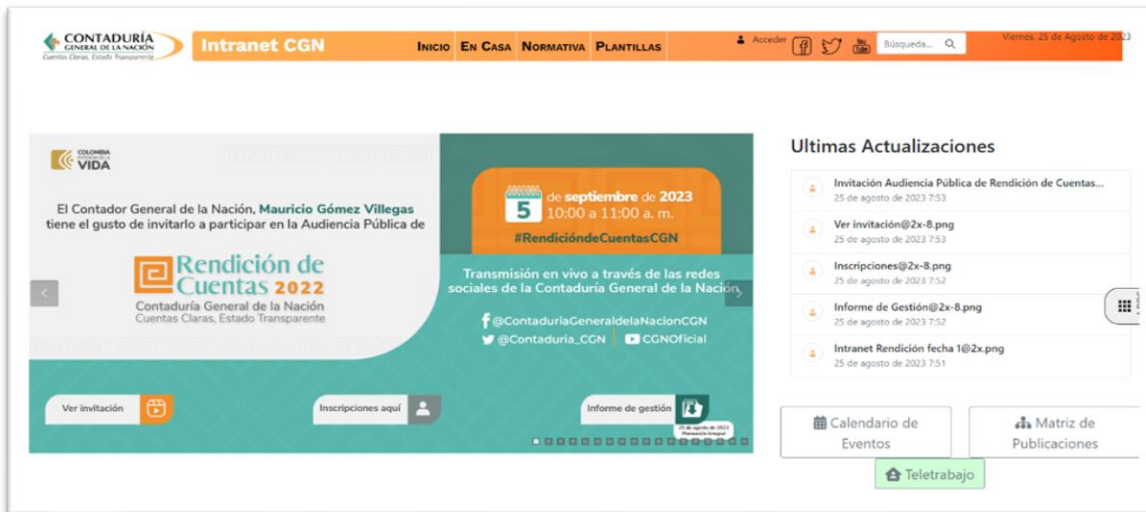 CONTADURÍA
GENERAL DE LA NACIÓN
Cuentas Claras, Estado Transparente
Intranet CGN
INICIO EN CASA NORMATIVA PLANTILLAS
Acceder
You
Tube
Búsqueda...
Viernes, 25 de Agosto de 2023
COLOMBIA
POTENCIA DE LA
VIDA
El Contador General de la Nación, Mauricio Gómez Villegas
tiene el gusto de invitarlo a participar en la Audiencia Pública de
Rendición de
Cuentas 2022
Contaduría General de la Nación
Cuentas Claras, Estado Transparente
5
de septiembre de 2023
10:00 a 11:00 a. m.
#RendicióndeCuentasCGN
Transmisión en vivo a través de las redes
sociales de la Contaduría General de la Nación
@ContaduriaGeneraldelaNacionCGN
@Contaduria_CGN
CGNOficial
Ver invitación
Inscripciones aquí
Informe de gestión
25 de agosto de 2023
Planeación Integral
Ultimas Actualizaciones
Invitación Audiencia Pública de Rendición de Cuentas...
25 de agosto de 2023 7:53
Ver invitación@2x-8.png
25 de agosto de 2023 7:53
Inscripciones@2x-8.png
25 de agosto de 2023 7:52
Informe de Gestión@2x-8.png
25 de agosto de 2023 7:52
Intranet Rendición fecha 1@2x.png
25 de agosto de 2023 7:51
Calendario de
Eventos
Matriz de
Publicaciones
Teletrabajo